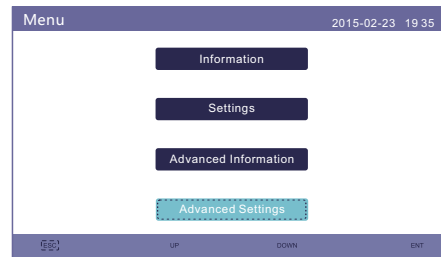 Menu 2015-02-23 19 35
Information
Settings
Advanced Information
Advanced Settings
ESC UP DOWN ENT